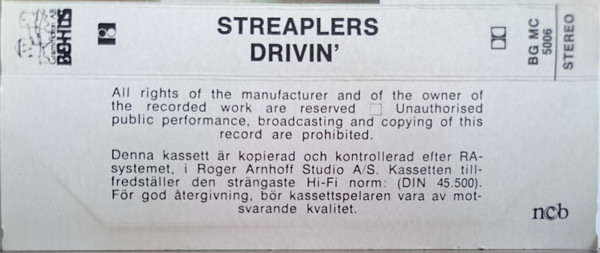 STREAPLERS
DRIVIN'
BG MC
5006
STEREO
All rights of the manufacturer and of the owner of
the recorded work are reserved □ Unauthorised
public performance, broadcasting and copying of this
record are prohibited.
Denna kassett är kopierad och kontrollerad efter RA-
systemet, i Roger Arnhoff Studio A/S. Kassetten till-
fredställer den strängaste Hi-Fi norm: (DIN 45.500).
För god återgivning, bör kassettspelaren vara av mot-
svarande kvalitet.
ncb